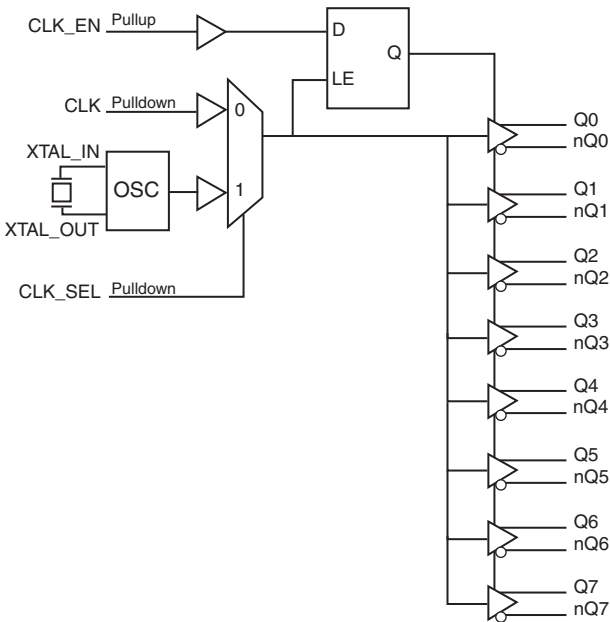 CLK_EN Pullup
D
Q
LE
CLK Pulldown
0
XTAL_IN
OSC
1
XTAL_OUT
CLK_SEL Pulldown
Q0
nQ0
Q1
nQ1
Q2
nQ2
Q3
nQ3
Q4
nQ4
Q5
nQ5
Q6
nQ6
Q7
nQ7